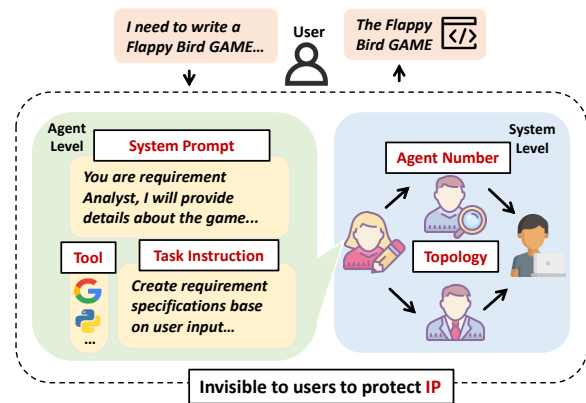 I need to write a
Flappy Bird GAME…
User
The Flappy
Bird GAME
</>
Agent
Level
System Prompt
You are requirement
Analyst, I will provide
details about the game...
Tool
Task Instruction
G
Create requirement
specifications base
on user input…
...
System
Level
Agent Number
Topology
Invisible to users to protect IP